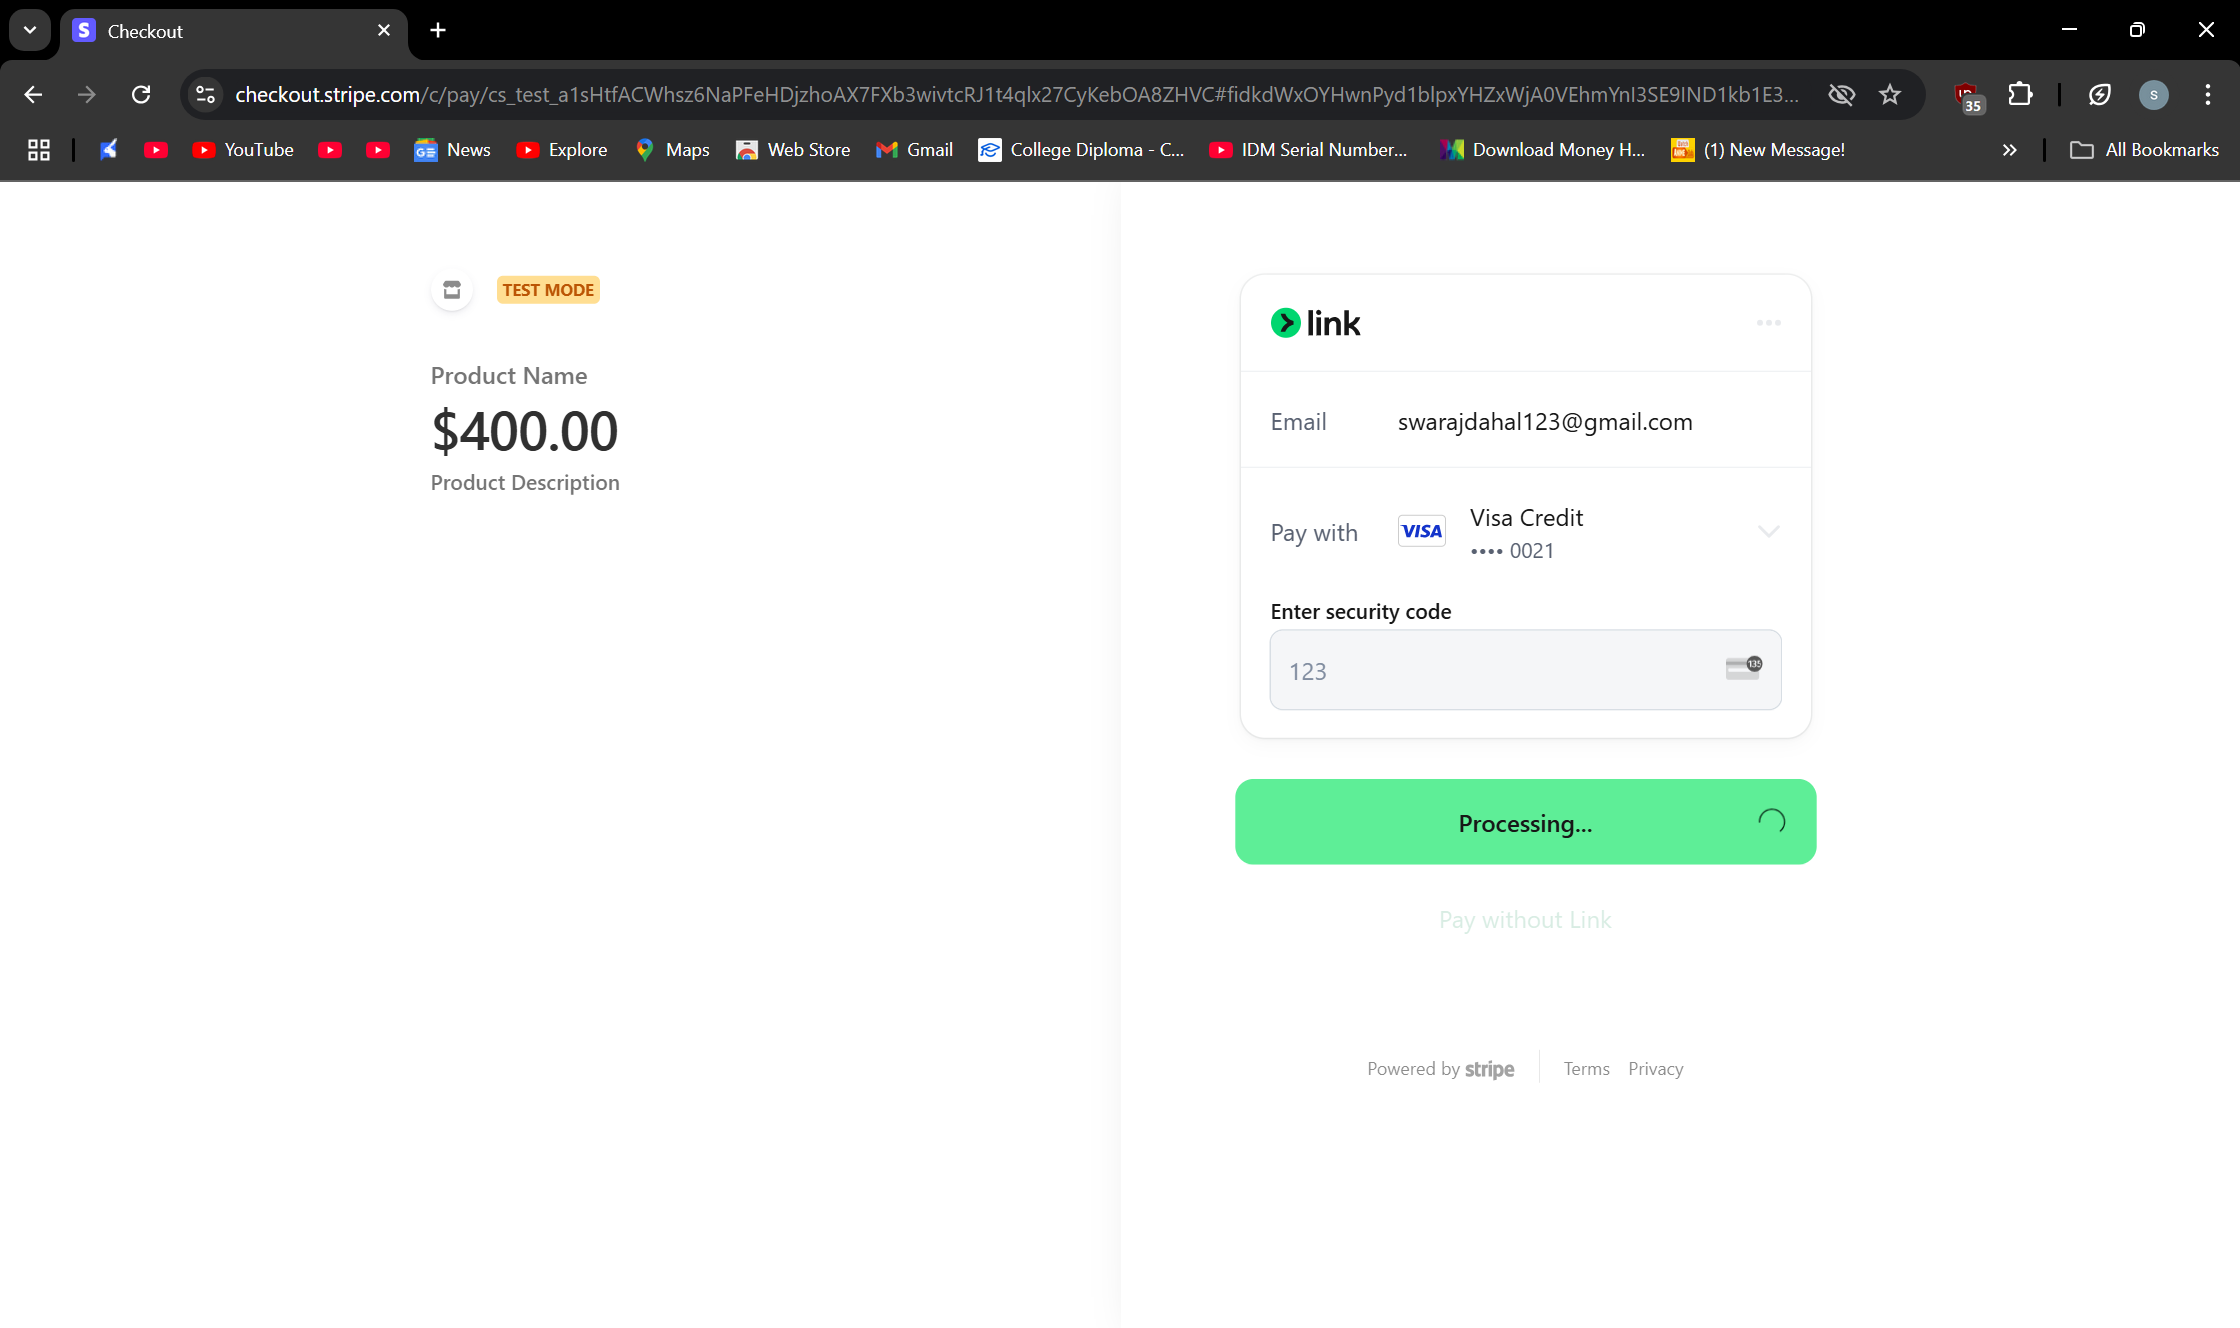 Checkout
checkout.stripe.com/c/pay/cs_test_a1sHtfACWhsz6NaPFeHDjzhoAX7FXb3wivtcRJ1t4qlx27CyKebOA8ZHVC#fidkdWxOYHwnPyd1blpxYHZxWjA0VEhmYnI3SE9IND1kb1E3...
35
S
YouTube
News
Explore
Maps
Web Store
Gmail
College Diploma - C...
IDM Serial Number...
Download Money H...
(1) New Message!
All Bookmarks
TEST MODE
Product Name
$400.00
Product Description
link
Email swarajdahal123@gmail.com
Pay with VISA Visa Credit
•••• 0021
Enter security code
123
135
Processing...
Pay without Link
Powered by stripe Terms Privacy